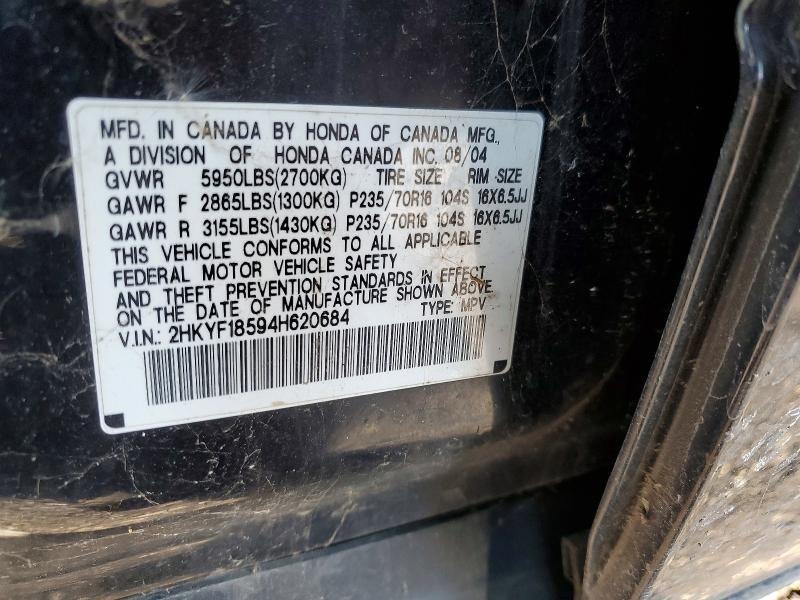 MFD. IN CANADA BY HONDA OF CANADA MFG.,
A DIVISION OF HONDA CANADA INC. 08/04
GVWR 5950LBS(2700KG) TIRE SIZE RIM SIZE
GAWR F 2865LBS(1300KG) P235/70R16 104S 16X6.5JJ
GAWR R 3155LBS(1430KG) P235/70R16 104S 16X6.5JJ
THIS VEHICLE CONFORMS TO ALL APPLICABLE
FEDERAL MOTOR VEHICLE SAFETY
AND THEFT PREVENTION STANDARDS IN EFFECT
ON THE DATE OF MANUFACTURE SHOWN ABOVE.
V.I.N.: 2HKYF18594H620684 TYPE: MPV